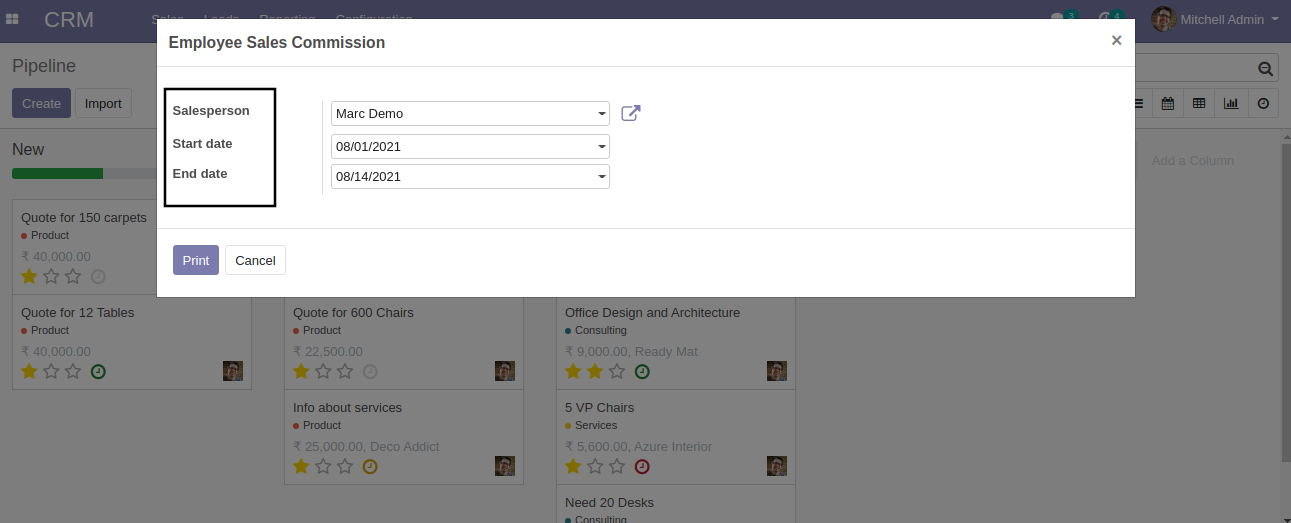 CRM
Sales Leads Reporting Configuration
3
4
Mitchell Admin
Employee Sales Commission
×
Pipeline
Create
Import
Salesperson
Marc Demo
Start date
08/01/2021
End date
08/14/2021
Print
Cancel
New
Add a Column
Quote for 150 carpets
Product
₹ 40,000.00
Quote for 12 Tables
Product
₹ 40,000.00
Quote for 600 Chairs
Product
₹ 22,500.00
Info about services
Product
₹ 25,000.00, Deco Addict
Office Design and Architecture
Consulting
₹ 9,000.00, Ready Mat
5 VP Chairs
Services
₹ 5,600.00, Azure Interior
Need 20 Desks
Consulting